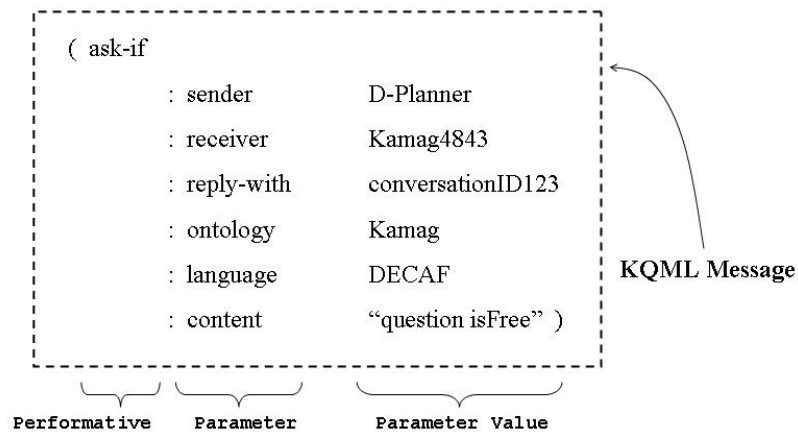 ( ask-if
: sender D-Planner
: receiver Kamag4843
: reply-with conversationID123
: ontology Kamag
: language DECAF
: content “question isFree” )
KQML Message
Performative Parameter Parameter Value